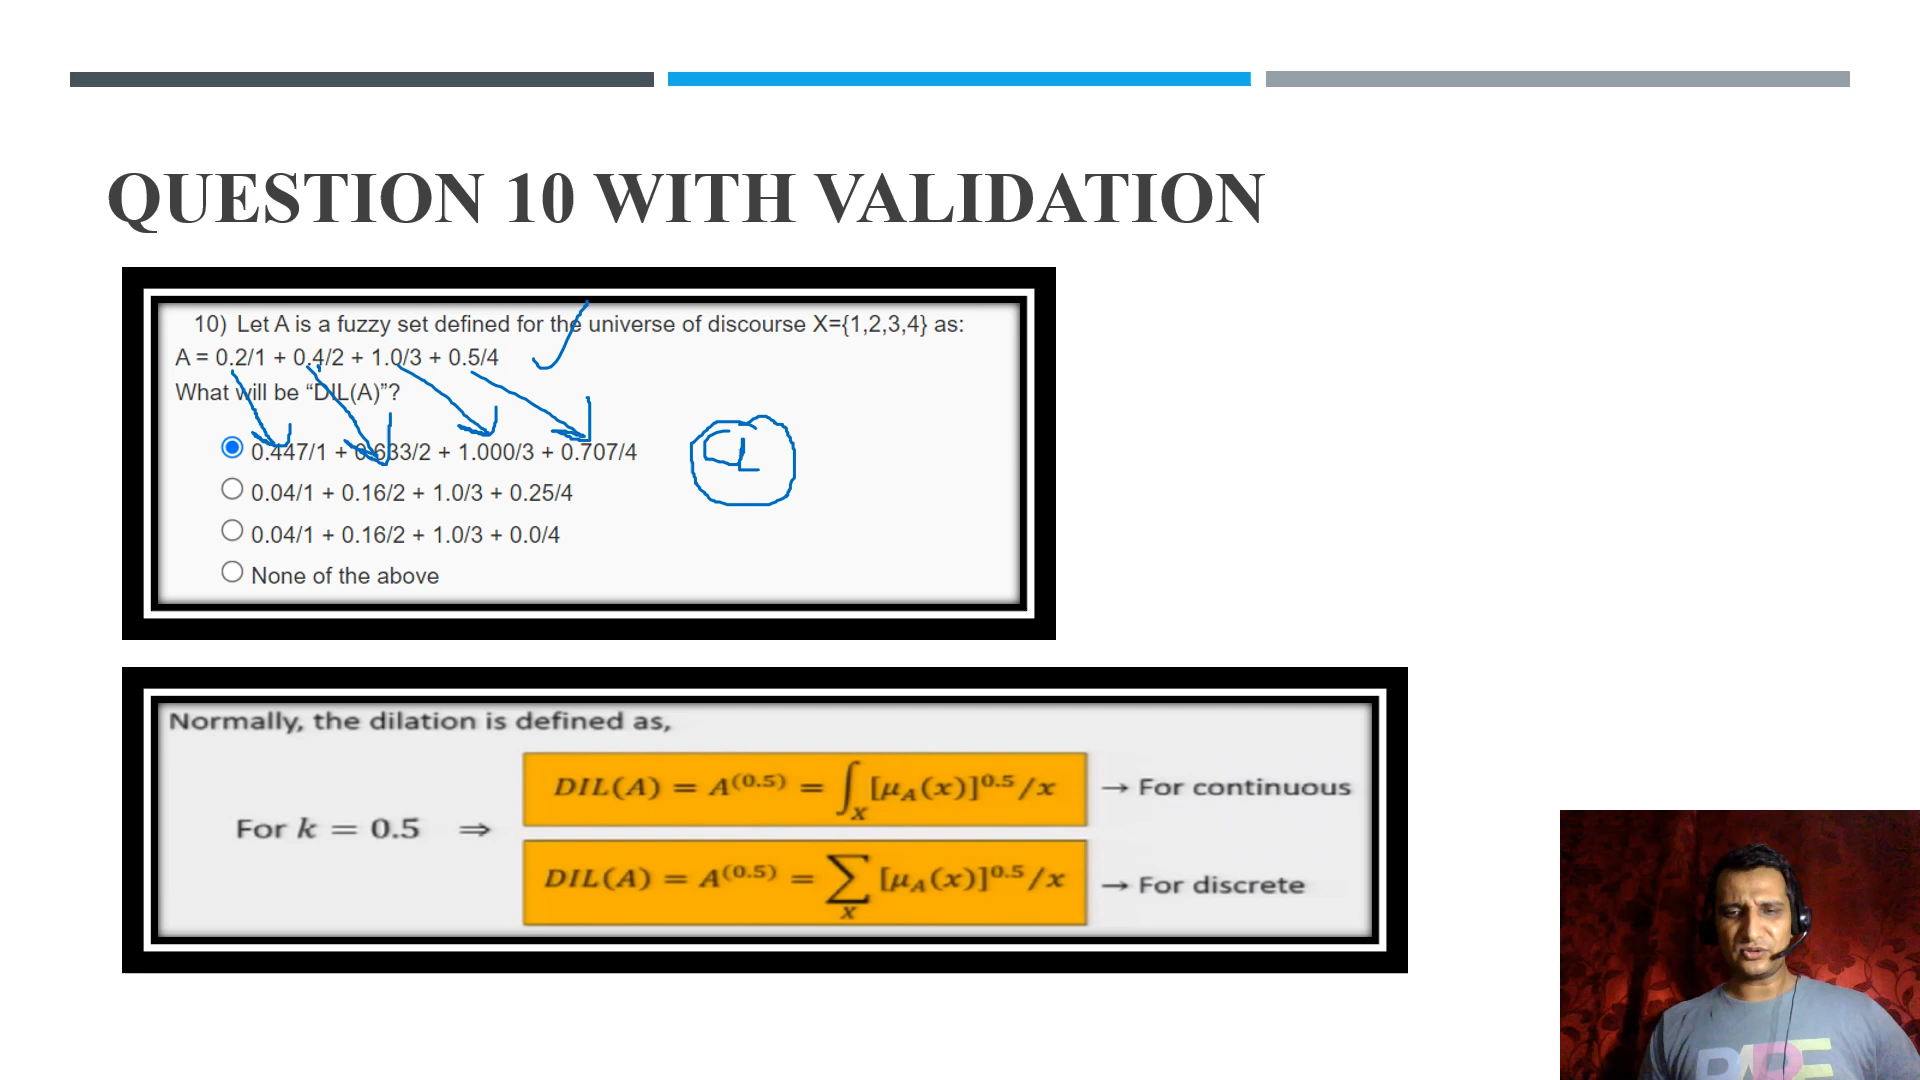 QUESTION 10 WITH VALIDATION
10) Let A is a fuzzy set defined for the universe of discourse X={1,2,3,4} as:
A = 0.2/1 + 0.4/2 + 1.0/3 + 0.5/4
What will be “DIL(A)”?
0.447/1 + 0.633/2 + 1.000/3 + 0.707/4
a
0.04/1 + 0.16/2 + 1.0/3 + 0.25/4
0.04/1 + 0.16/2 + 1.0/3 + 0.0/4
None of the above
Normally, the dilation is defined as,
DIL(A) = A^(0.5) = ∫_X [μ_A(x)]^0.5/x → For continuous
For k = 0.5 ⇒
DIL(A) = A^(0.5) = ∑_X [μ_A(x)]^0.5/x → For discrete